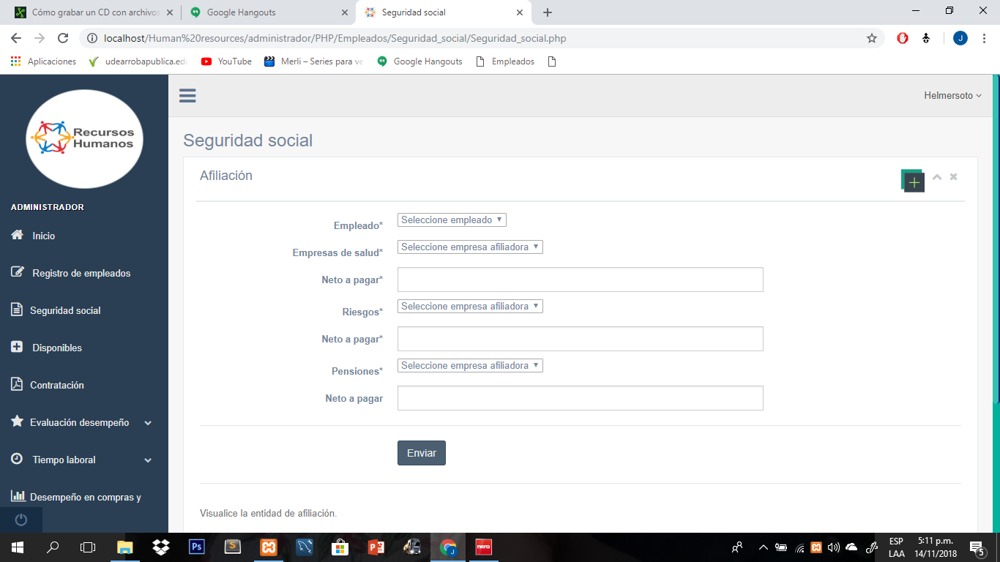 Cómo grabar un CD con archivos
Google Hangouts
Seguridad social
localhost/Human%20resources/administrador/PHP/Empleados/Seguridad_social/Seguridad_social.php
J
Aplicaciones
udearrobapublica.edu
YouTube
Merli – Series para ve
Google Hangouts
Empleados
Recursos
Humanos
Helmersoto
ADMINISTRADOR
Inicio
Registro de empleados
Seguridad social
Disponibles
Contratación
Evaluación desempeño
Tiempo laboral
Desempeño en compras y
Seguridad social
Afiliación
Empleado* Seleccione empleado
Empresas de salud* Seleccione empresa afiliadora
Neto a pagar*
Riesgos* Seleccione empresa afiliadora
Neto a pagar*
Pensiones* Seleccione empresa afiliadora
Neto a pagar
Enviar
Visualice la entidad de afiliación.
Ps
S
P
J
nero
ESP
LAA
5:11 p.m.
14/11/2018
5